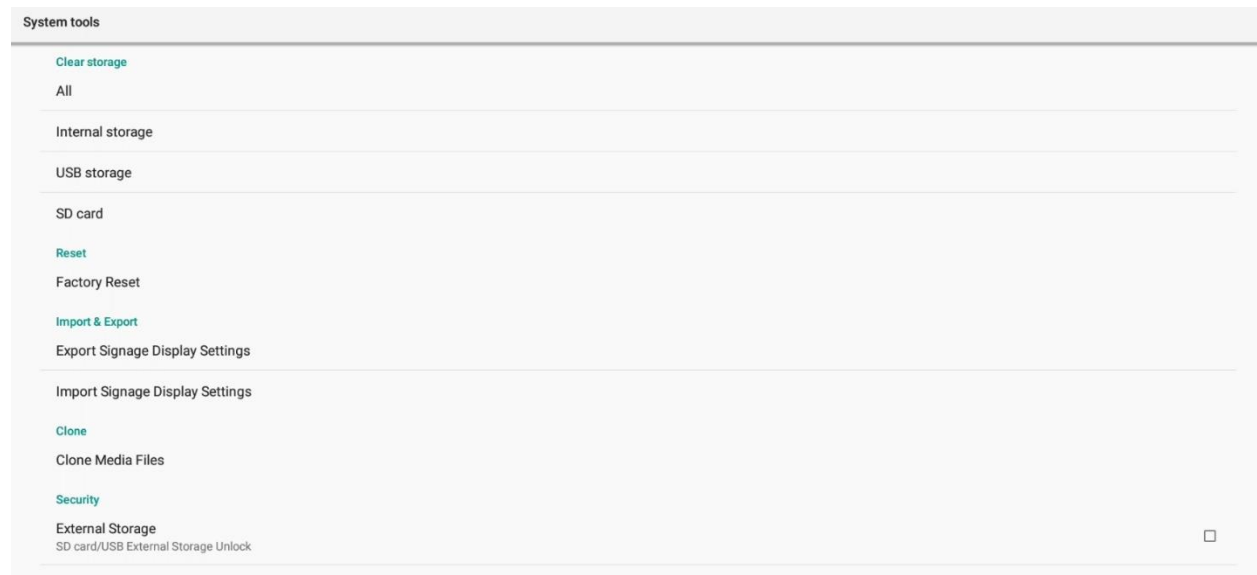 System tools
Clear storage
All
Internal storage
USB storage
SD card
Reset
Factory Reset
Import & Export
Export Signage Display Settings
Import Signage Display Settings
Clone
Clone Media Files
Security
External Storage
SD card/USB External Storage Unlock